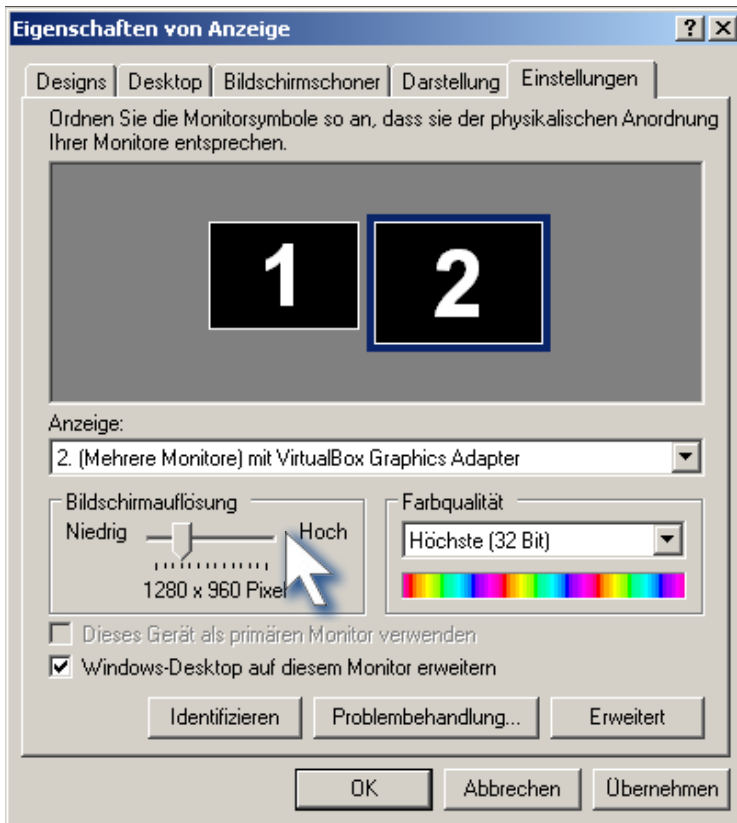 Eigenschaften von Anzeige
Designs Desktop Bildschirmschoner Darstellung Einstellungen
Ordnen Sie die Monitorsymbole so an, dass sie der physikalischen Anordnung
Ihrer Monitore entsprechen.
1 2
Anzeige:
2. (Mehrere Monitore) mit VirtualBox Graphics Adapter
Bildschirmauflösung Farbqualität
Niedrig Hoch Höchste (32 Bit)
1280 x 960 Pixel
Dieses Gerät als primären Monitor verwenden
Windows-Desktop auf diesem Monitor erweitern
Identifizieren Problembehandlung... Erweitert
OK Abbrechen Übernehmen